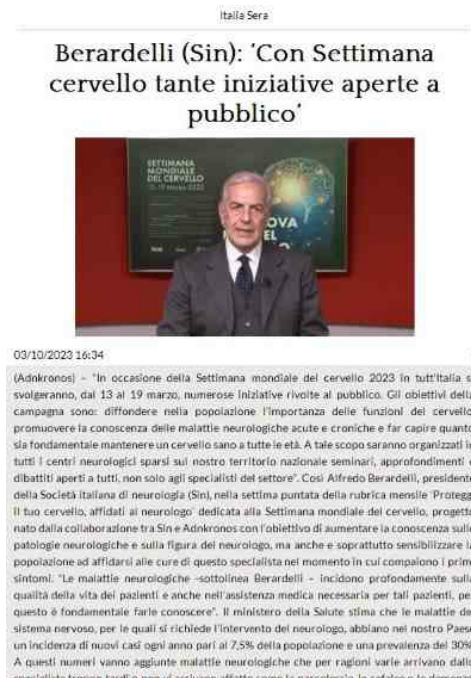 Italia Sera
Berardelli (Sin): 'Con Settimana
cervello tante iniziative aperte a
pubblico'
SETTIMANA
MONDIALE
DEL CERVELLO
13-19 marzo 2023
03/10/2023 16:34
(Adnkronos) - "In occasione della Settimana mondiale del cervello 2023 in tutt'Italia s
svolgeranno, dal 13 al 19 marzo, numerose iniziative rivolte al pubblico. Gli obiettivi dell
campagna sono: diffondere nella popolazione l'importanza delle funzioni del cervello
promuovere la conoscenza delle malattie neurologiche acute e croniche e far capire quanto
sia fondamentale mantenere un cervello sano a tutte le età. A tale scopo saranno organizzati i
tutti i centri neurologici sparsi sul nostro territorio nazionale seminari, approfondimenti
dibattiti aperti a tutti, non solo agli specialisti del settore". Così Alfredo Berardelli, presidente
della Società italiana di neurologia (Sin), nella settima puntata della rubrica mensile 'Protegg
il tuo cervello, affidati al neurologo' dedicata alla Settimana mondiale del cervello, progetto
nato dalla collaborazione tra Sin e Adnkronos con l'obiettivo di aumentare la conoscenza sulle
patologie neurologiche e sulla figura del neurologo, ma anche e soprattutto sensibilizzare l
popolazione ad affidarsi alle cure di questo specialista nel momento in cui compaiono i prim
sintomi. "Le malattie neurologiche -sottolinea Berardelli - incidono profondamente sull
qualità della vita dei pazienti e anche nell'assistenza medica necessaria per tali pazienti, pe
questo è fondamentale farle conoscere". Il ministero della Salute stima che le malattie de
sistema nervoso, per le quali si richiede l'intervento del neurologo, abbiano nel nostro Paese
un incidenza di nuovi casi ogni anno pari al 7,5% della popolazione e una prevalenza del 30%
A questi numeri vanno aggiunte malattie neurologiche che per ragioni varie arrivano dall